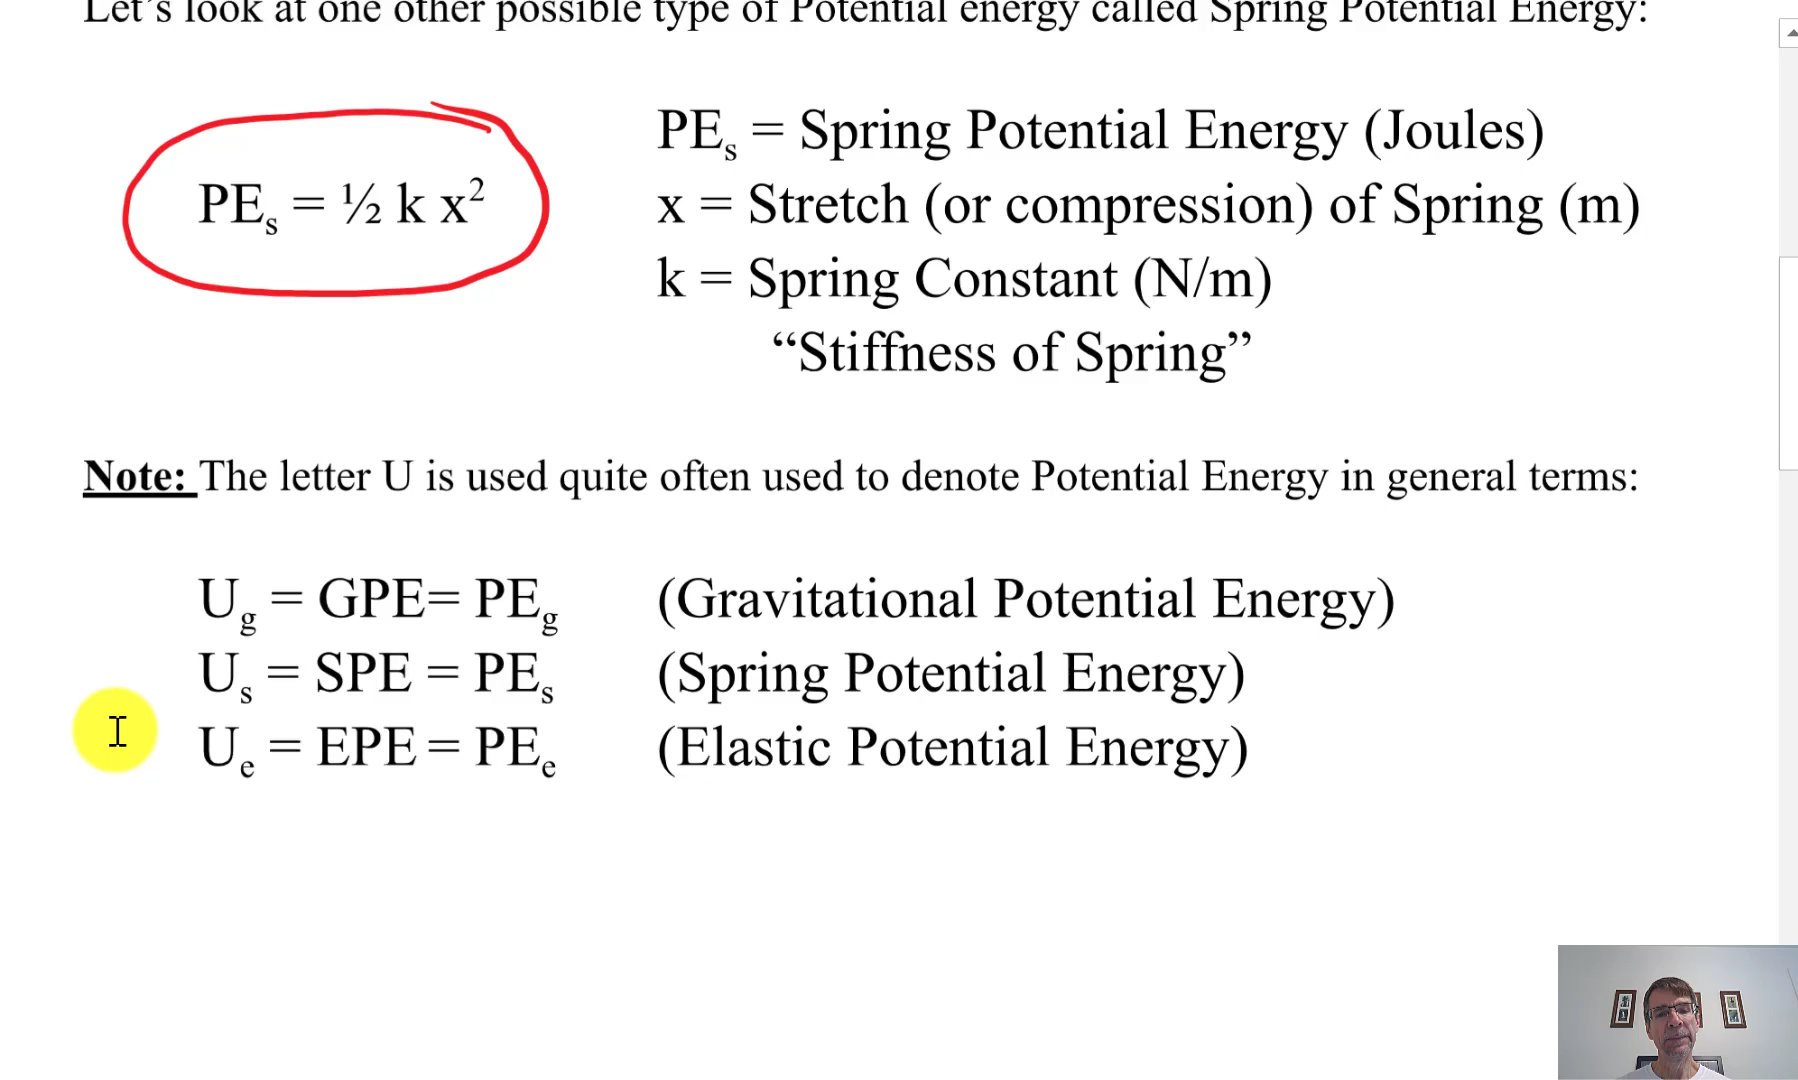 Let’s look at one other possible type of Potential energy called Spring Potential Energy:
PEₛ = ½ k x²
PEₛ = Spring Potential Energy (Joules)
x = Stretch (or compression) of Spring (m)
k = Spring Constant (N/m)
“Stiffness of Spring”
Note: The letter U is used quite often used to denote Potential Energy in general terms:
U_g = GPE= PE_g (Gravitational Potential Energy)
Uₛ = SPE = PEₛ (Spring Potential Energy)
Uₑ = EPE = PEₑ (Elastic Potential Energy)